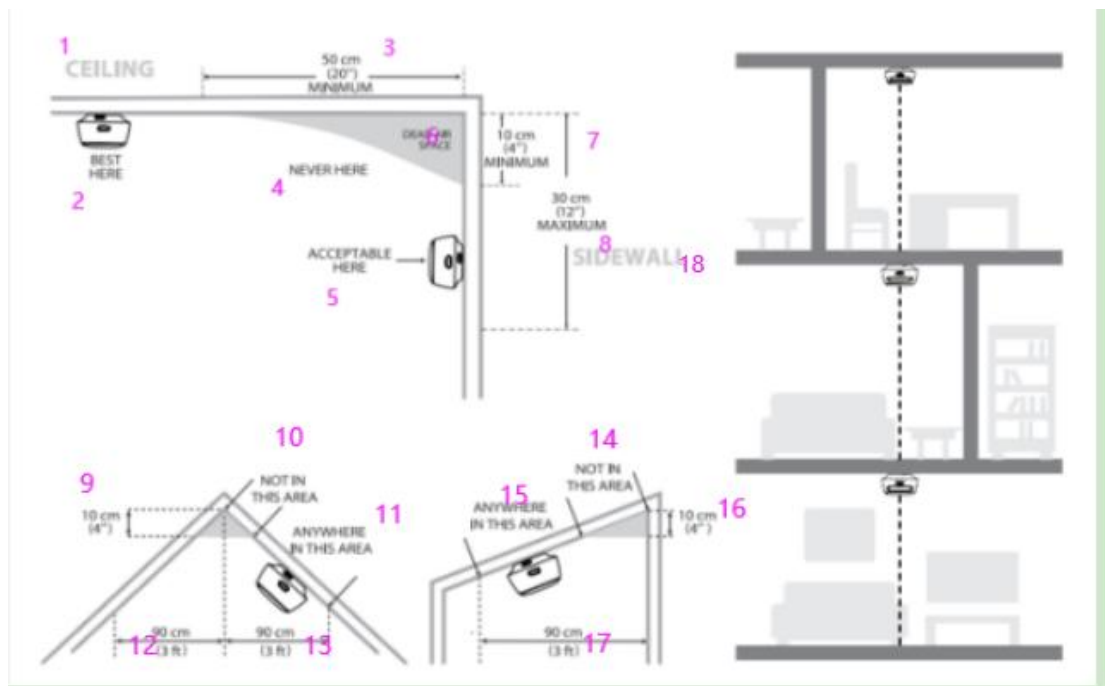 1
CEILING
3
50 cm
(20")
MINIMUM
BEST
HERE
2
6
DEAD AIR
SPACE
NEVER HERE
4
10 cm
(4")
MINIMUM
7
30 cm
(12")
MAXIMUM
8
SIDEWALL
18
ACCEPTABLE
HERE
5
9
10 cm
(4")
10
NOT IN
THIS AREA
11
ANYWHERE
IN THIS AREA
12
90 cm
(3 ft)
13
90 cm
(3 ft)
14
NOT IN
THIS AREA
15
ANYWHERE
IN THIS AREA
16
10 cm
(4")
17
90 cm
(3 ft)